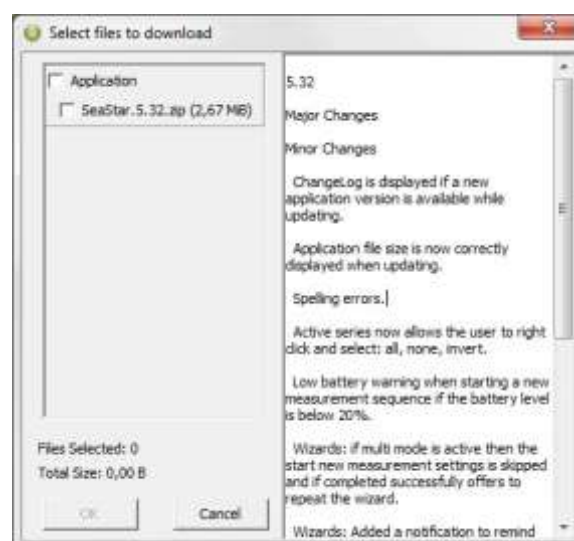 Select files to download
Application
SeaStar.5.32.zip (2,67 MiB)
Files Selected: 0
Total Size: 0,00 B
OK
Cancel
5.32
Major Changes
Minor Changes
ChangeLog is displayed if a new
application version is available while
updating.
Application file size is now correctly
displayed when updating.
Spelling errors.
Active series now allows the user to right
click and select: all, none, invert.
Low battery warning when starting a new
measurement sequence if the battery level
is below 20%.
Wizards: if multi mode is active then the
start new measurement settings is skipped
and if completed successfully offers to
repeat the wizard.
Wizards: Added a notification to remind